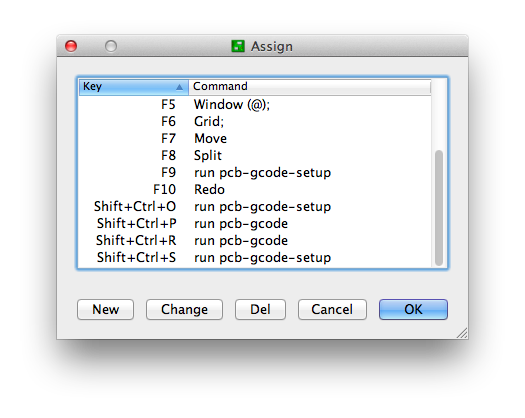 Assign
Key Command
F5 Window (@);
F6 Grid;
F7 Move
F8 Split
F9 run pcb-gcode-setup
F10 Redo
Shift+Ctrl+O run pcb-gcode-setup
Shift+Ctrl+P run pcb-gcode
Shift+Ctrl+R run pcb-gcode
Shift+Ctrl+S run pcb-gcode-setup
New Change Del Cancel OK